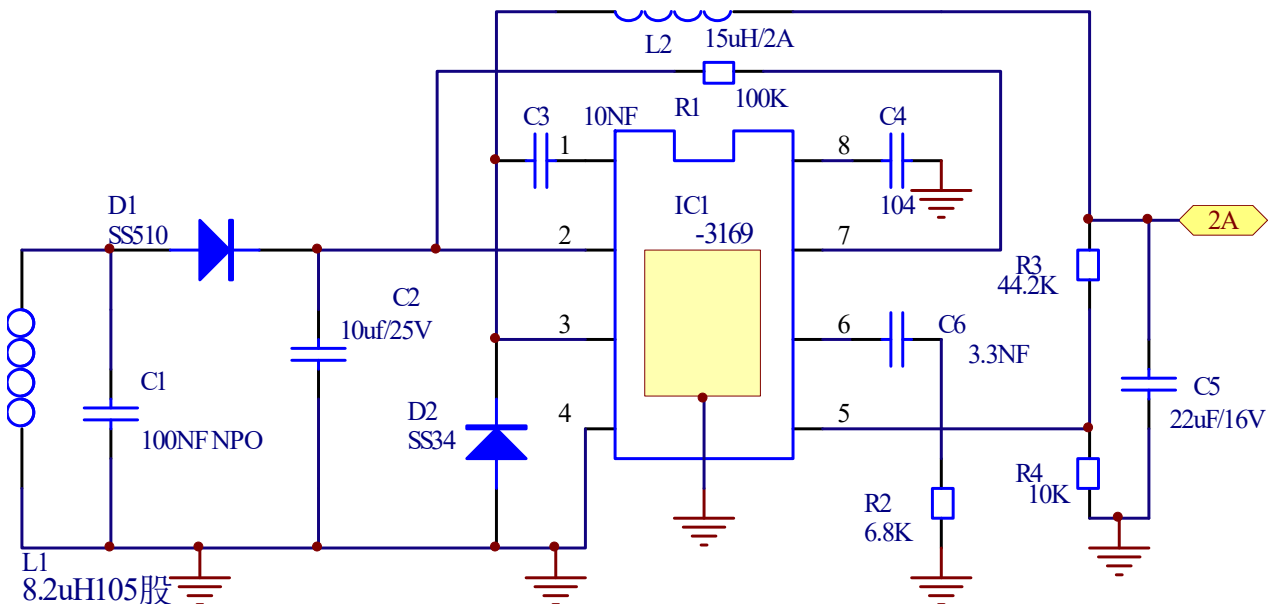 L2
15uH/2A
R1
100K
C3
10NF
1
8
C4
104
D1
SS510
IC1
-3169
2A
2
7
R3
44.2K
C2
10uf/25V
3
6
C6
3.3NF
C1
100NF NPO
D2
SS34
4
5
C5
22uF/16V
R4
10K
R2
6.8K
L1
8.2uH105股